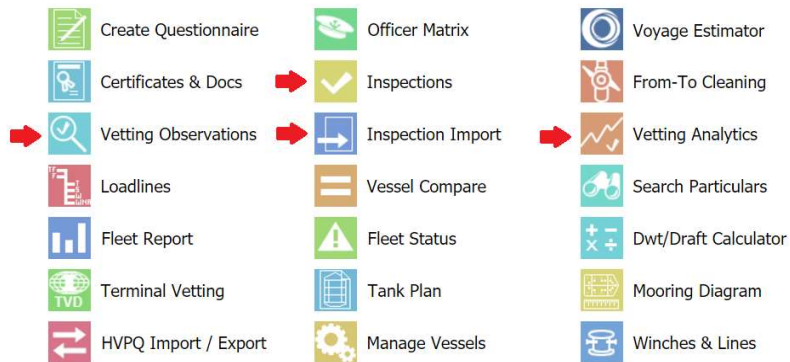 Create Questionnaire
Officer Matrix
Voyage Estimator
Certificates & Docs
Inspections
From-To Cleaning
Vetting Observations
Inspection Import
Vetting Analytics
Loadlines
Vessel Compare
Search Particulars
Fleet Report
Fleet Status
Dwt/Draft Calculator
TVD
Terminal Vetting
Tank Plan
Mooring Diagram
HVPQ Import / Export
Manage Vessels
Winches & Lines